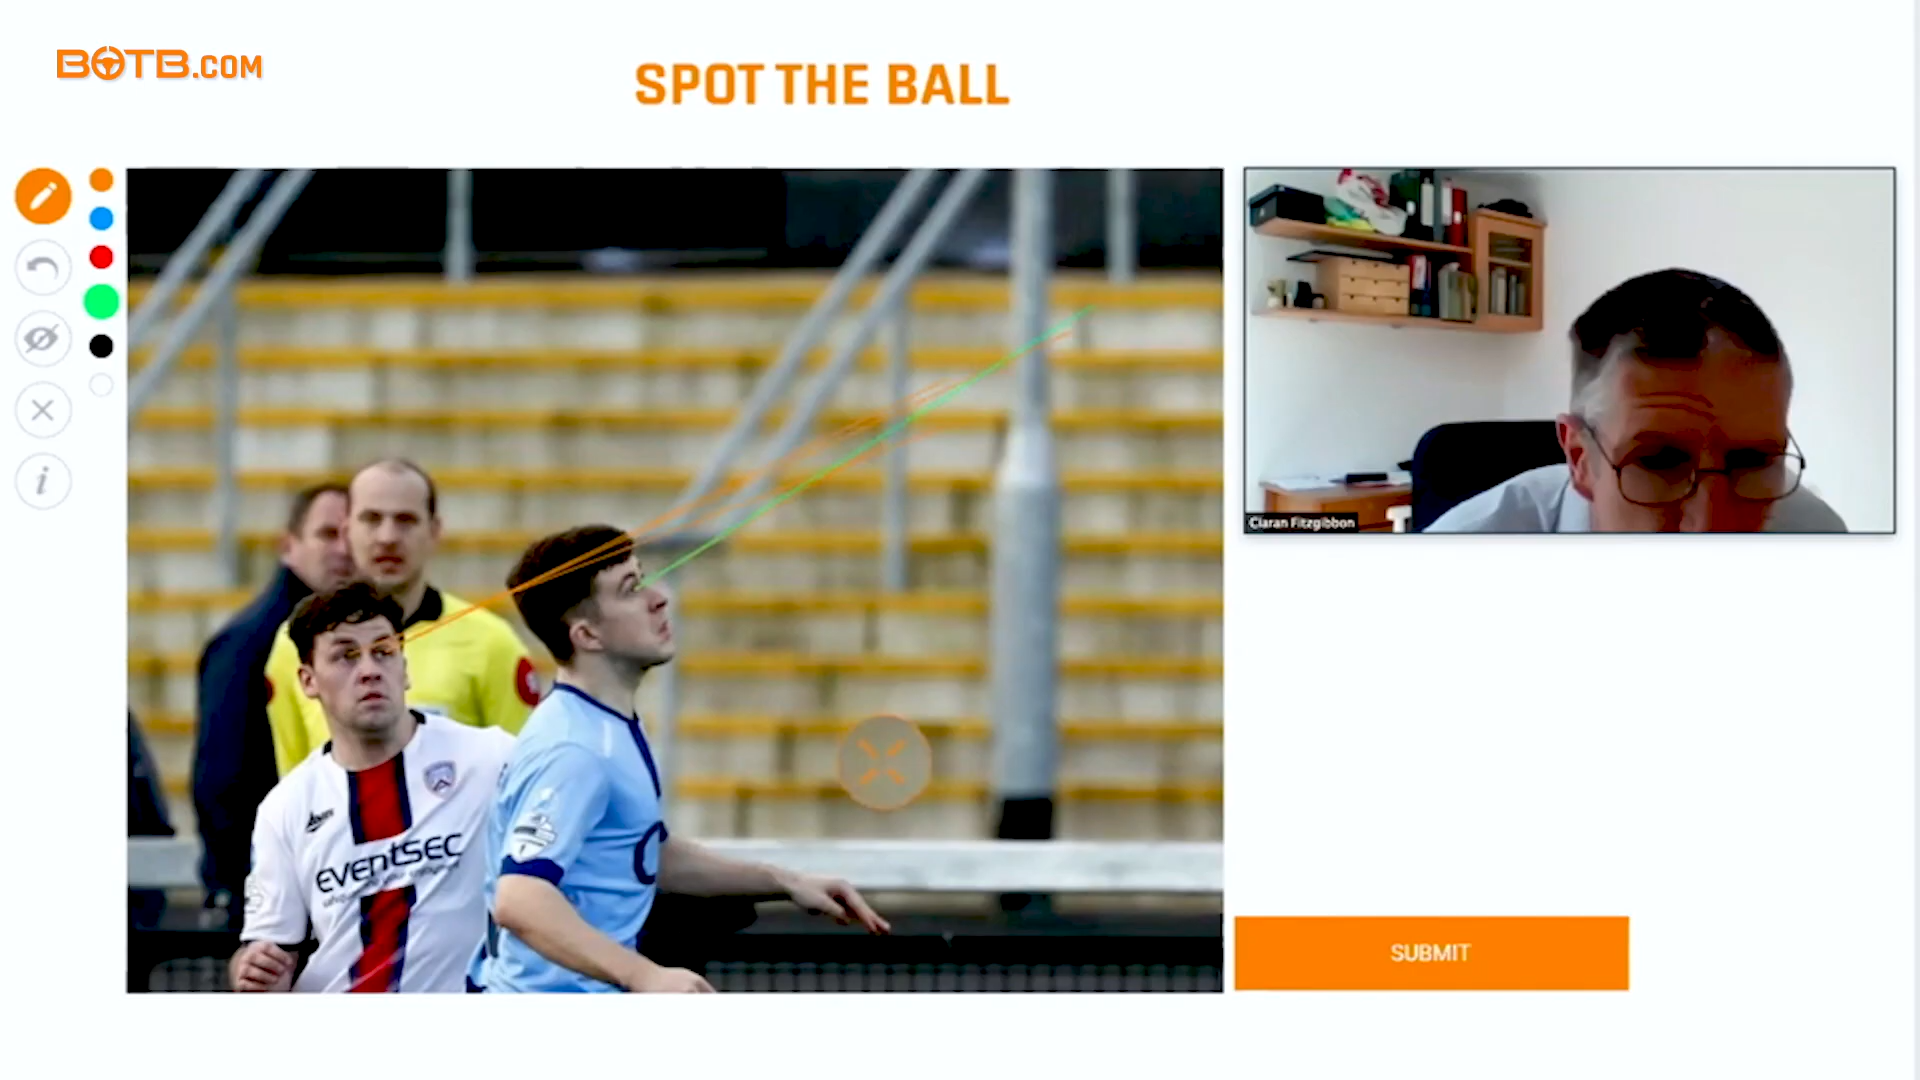 BOTB.COM
SPOT THE BALL
i
Ciaran Fitzgibbon
eventsec
SUBMIT